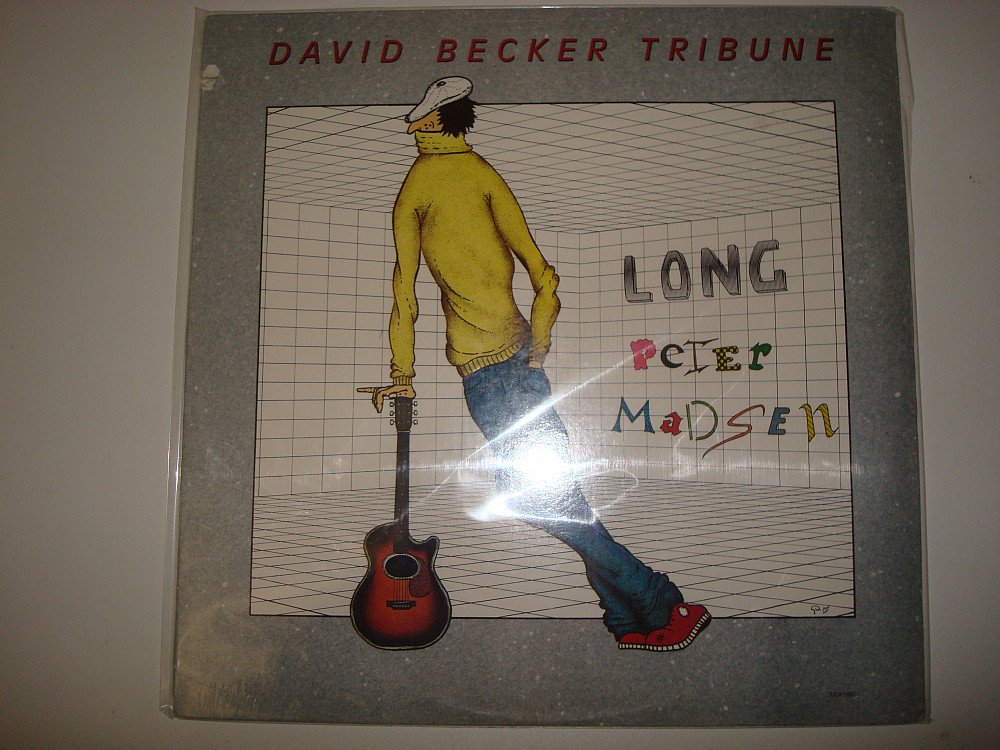 DAVID BECKER TRIBUNE
LONG
PeTEr
MaDSEN